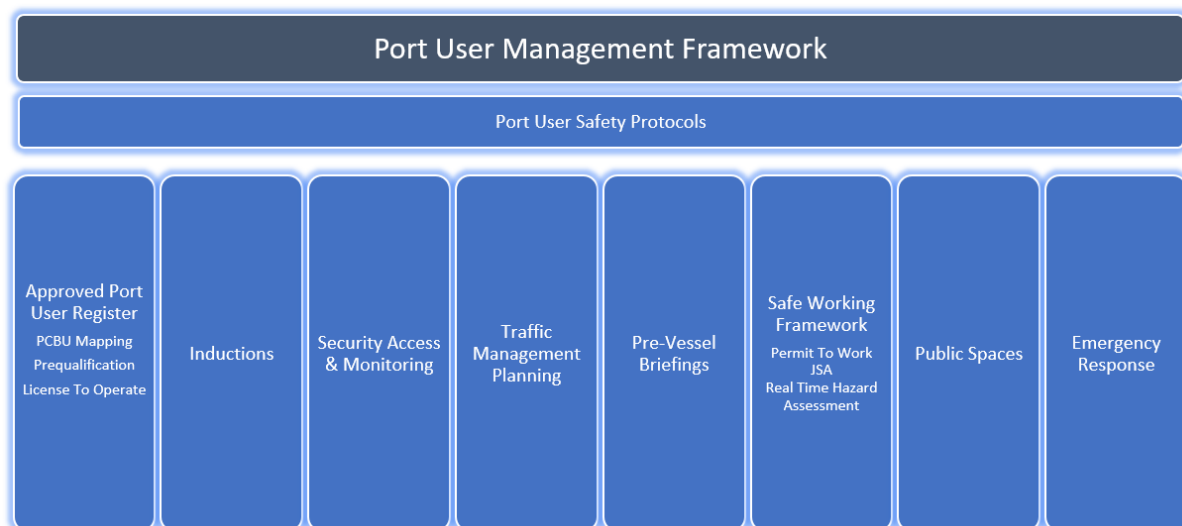 Port User Management Framework
Port User Safety Protocols
Approved Port
User Register
PCBU Mapping
Prequalification
License To Operate
Inductions
Security Access
& Monitoring
Traffic
Management
Planning
Pre-Vessel
Briefings
Safe Working
Framework
Permit To Work
JSA
Real Time Hazard
Assessment
Public Spaces
Emergency
Response